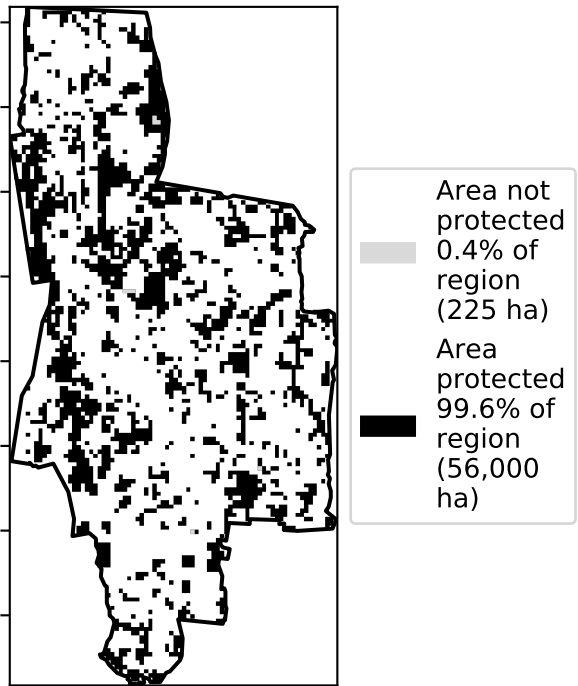 Area not
protected
0.4% of
region
(225 ha)
Area
protected
99.6% of
region
(56,000
ha)